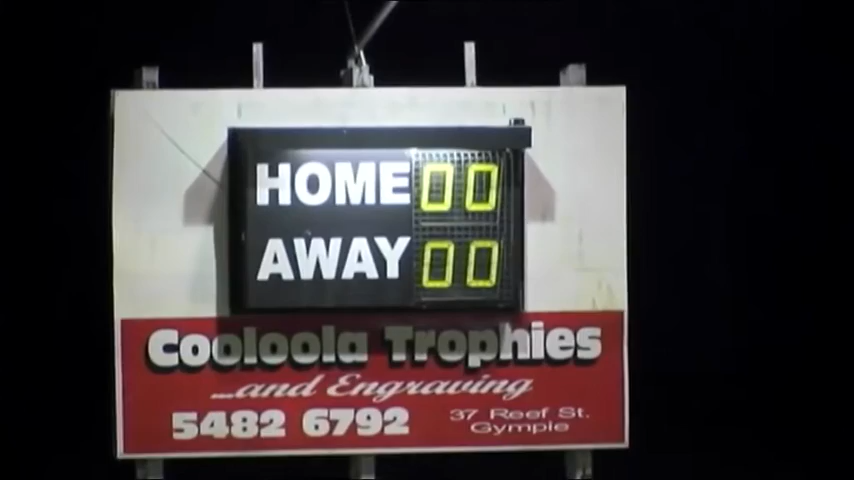 HOME 00
AWAY 00
Cooloola Trophies
...and Engraving
5482 6792
37 Reef St.
Gympie